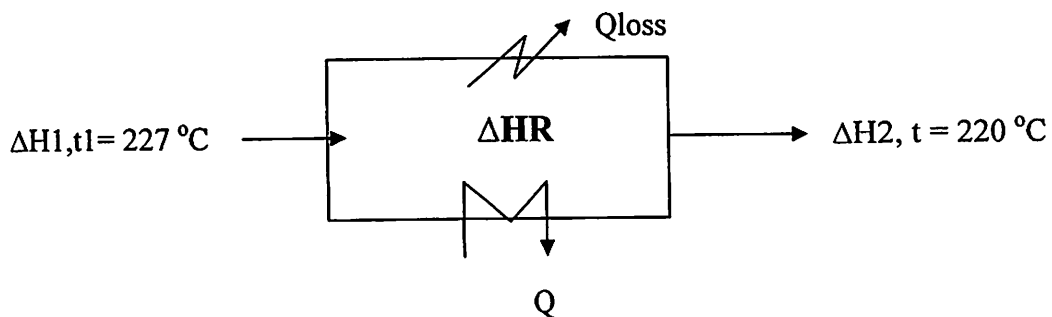 Qloss
ΔH1,t1= 227 °C
ΔHR
ΔH2, t = 220 °C
Q